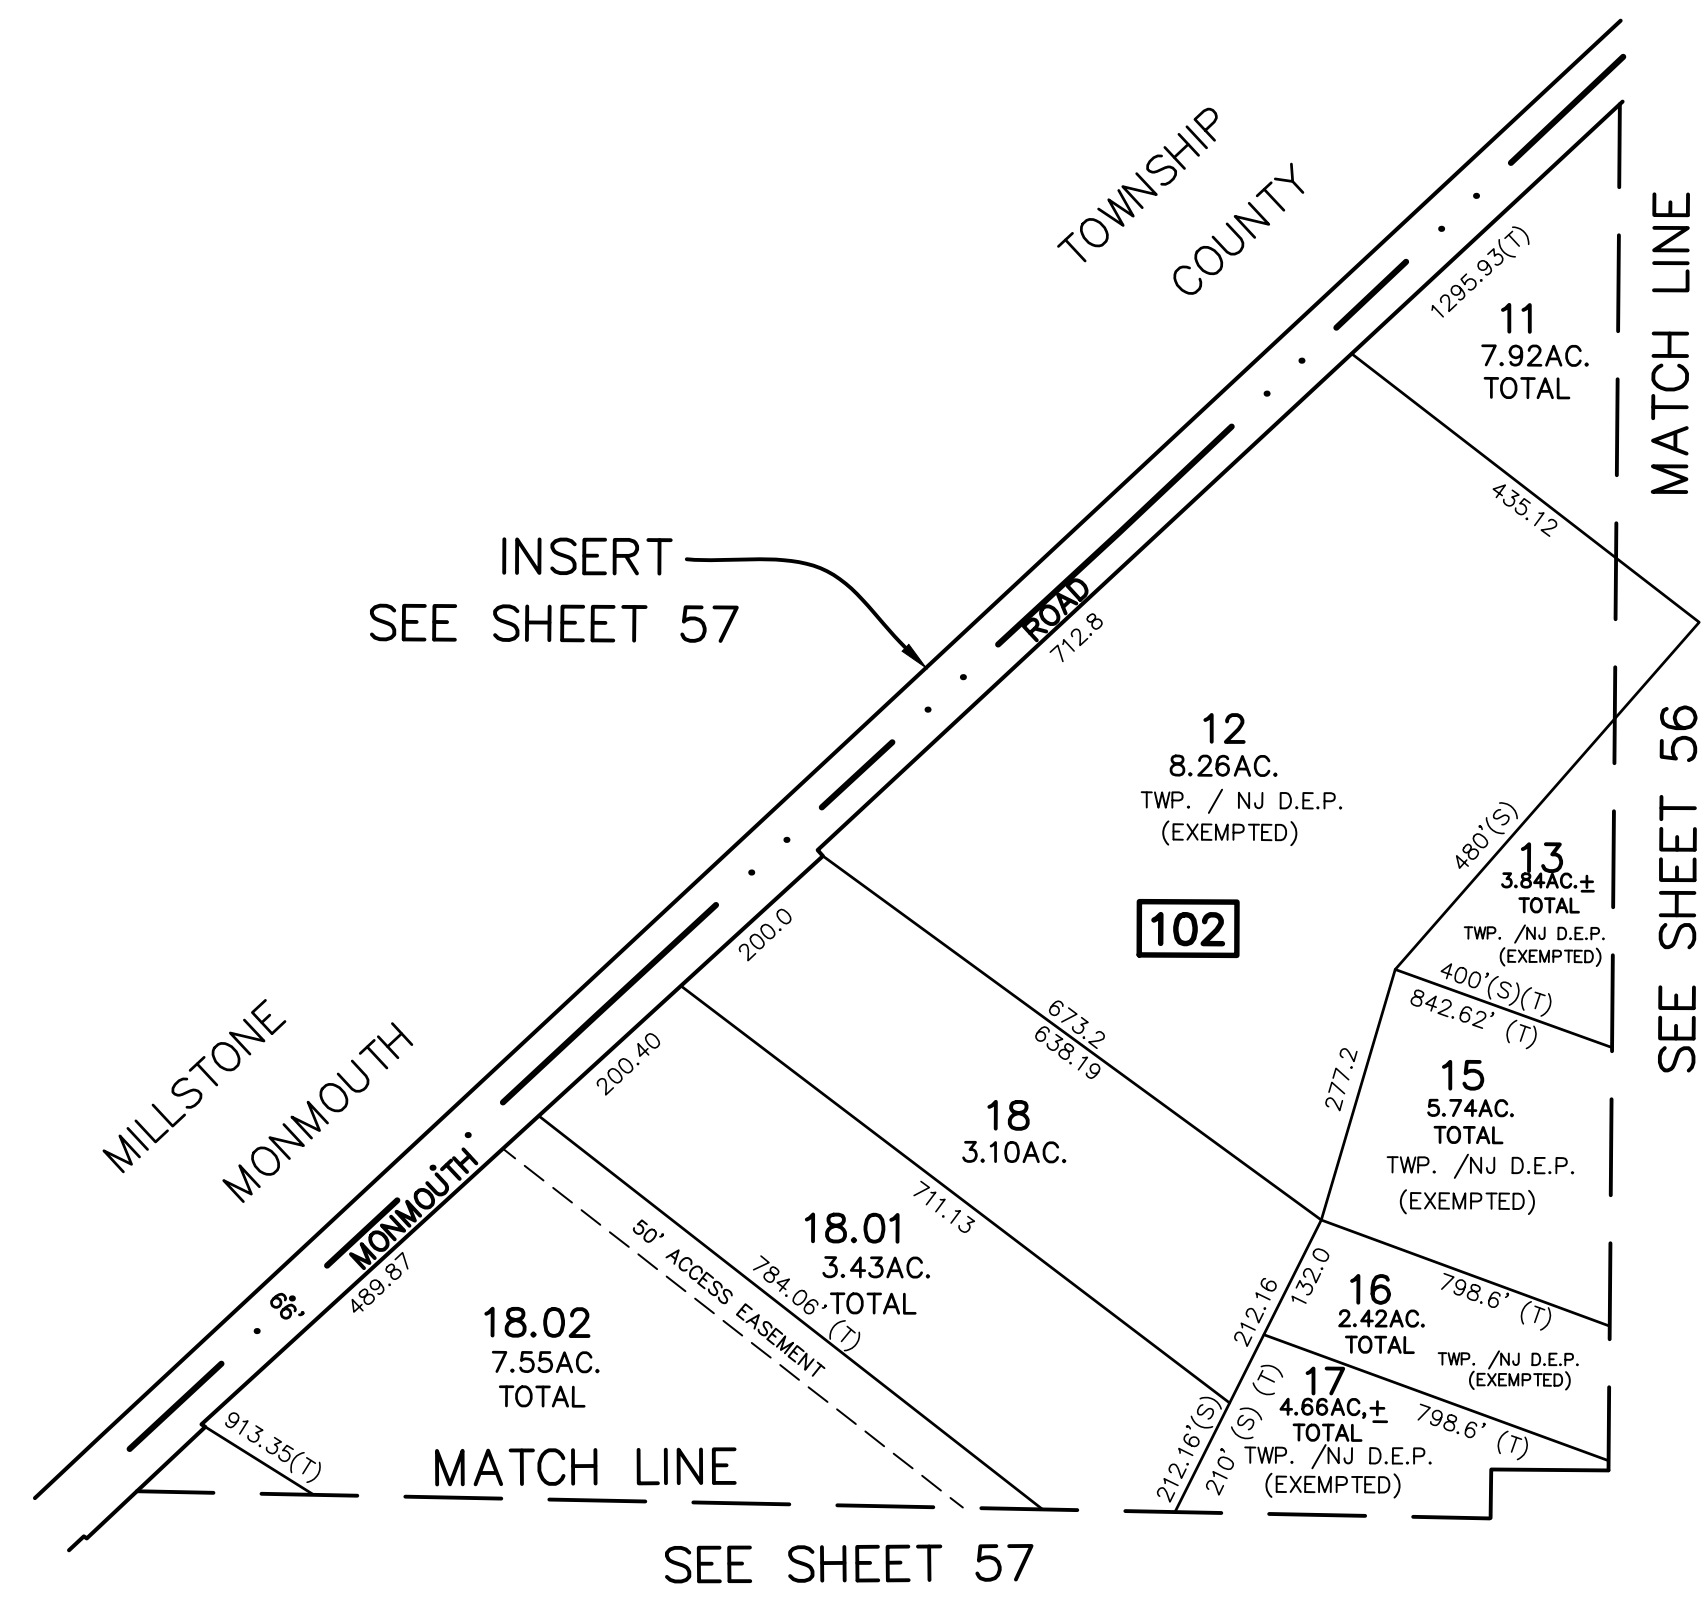 TOWNSHIP
COUNTY
1295.93(T)
11
7.92AC.
TOTAL
MATCH LINE
435.12
INSERT
SEE SHEET 57
ROAD
712.8
12
8.26AC.
TWP. / NJ D.E.P.
(EXEMPTED)
102
480'(S)
13
3.84AC.±
TOTAL
TWP. /NJ D.E.P.
(EXEMPTED)
400'(S)(T)
842.62' (T)
SEE SHEET 56
200.0
673.2
638.19
277.2
15
5.74AC.
TOTAL
TWP. /NJ D.E.P.
(EXEMPTED)
MILLSTONE
MONMOUTH
200.40
18
3.10AC.
711.13
MONMOUTH
489.87
66'
18.01
3.43AC.
TOTAL
784.06' (T)
50' ACCESS EASEMENT
212.16
132.0
16
2.42AC.
TOTAL
798.6' (T)
TWP. /NJ D.E.P.
(EXEMPTED)
18.02
7.55AC.
TOTAL
913.35(T)
17
4.66AC,±
TOTAL
TWP. /NJ D.E.P.
(EXEMPTED)
798.6' (T)
212.16'(S)
210' (S) (T)
MATCH LINE
SEE SHEET 57